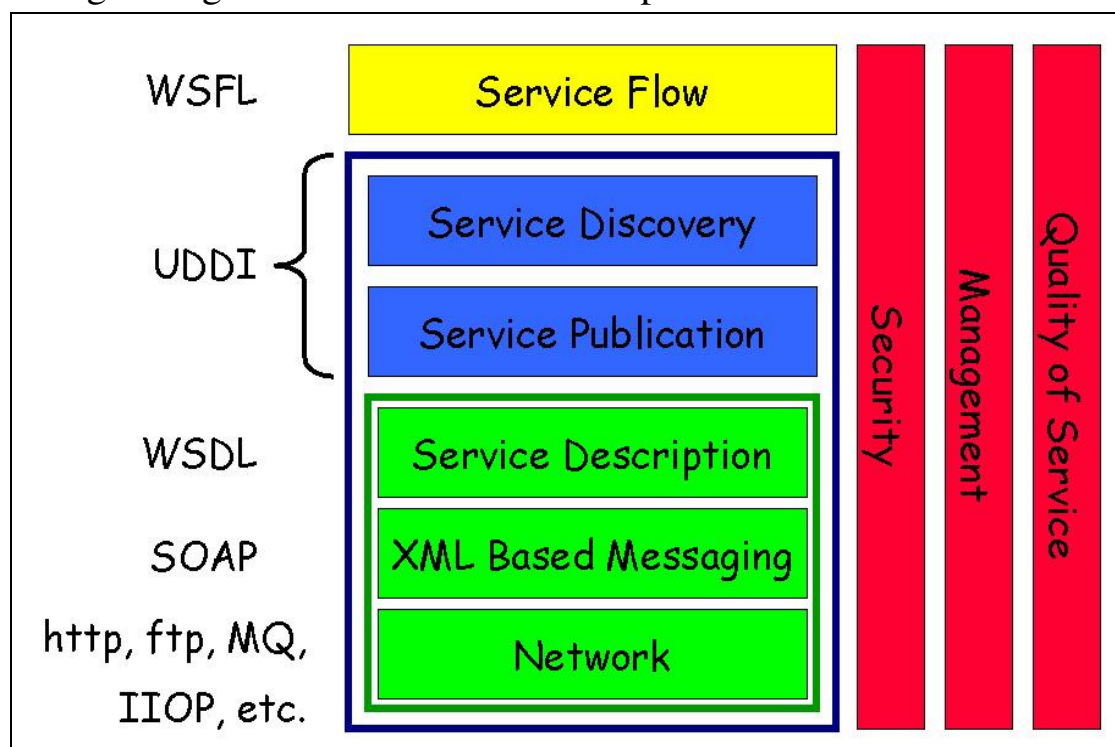 WSFL
Service Flow
UDDI
Service Discovery
Service Publication
WSDL
Service Description
SOAP
XML Based Messaging
http, ftp, MQ,
IIOP, etc.
Network
Security
Management
Quality of Service